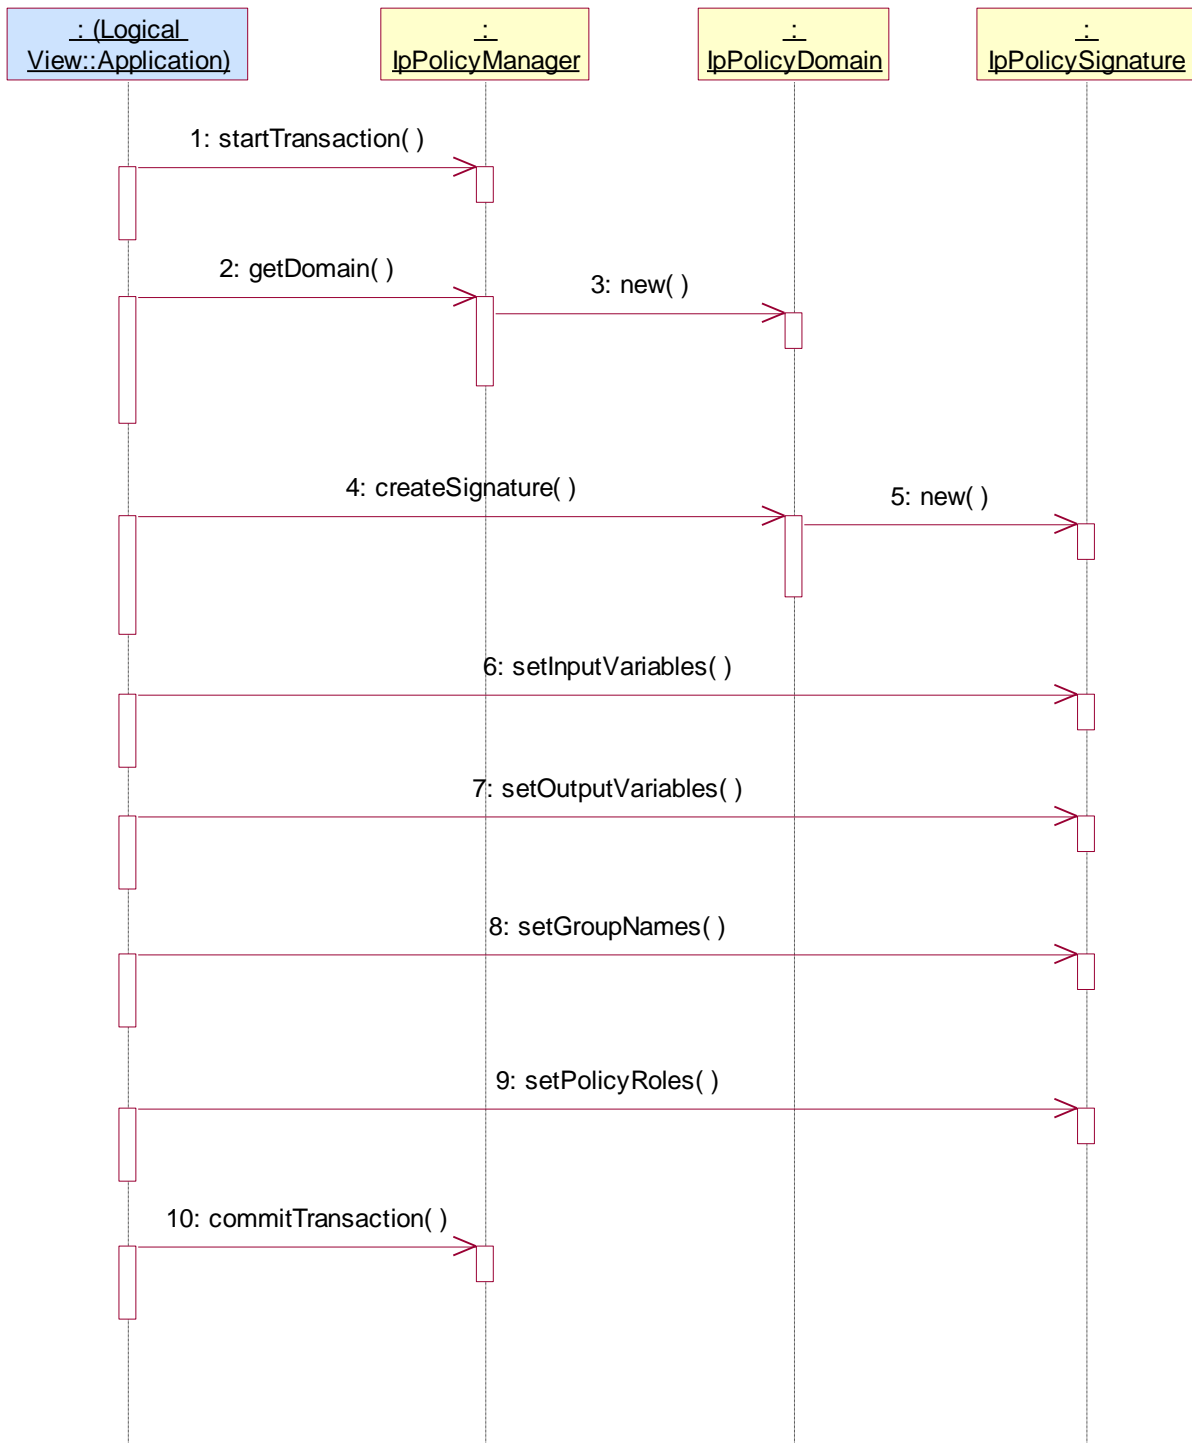 : (Logical
View::Application)
:
IpPolicyManager
:
IpPolicyDomain
:
IpPolicySignature
1: startTransaction( )
2: getDomain( )
3: new( )
4: createSignature( )
5: new( )
6: setInputVariables( )
7: setOutputVariables( )
8: setGroupNames( )
9: setPolicyRoles( )
10: commitTransaction( )